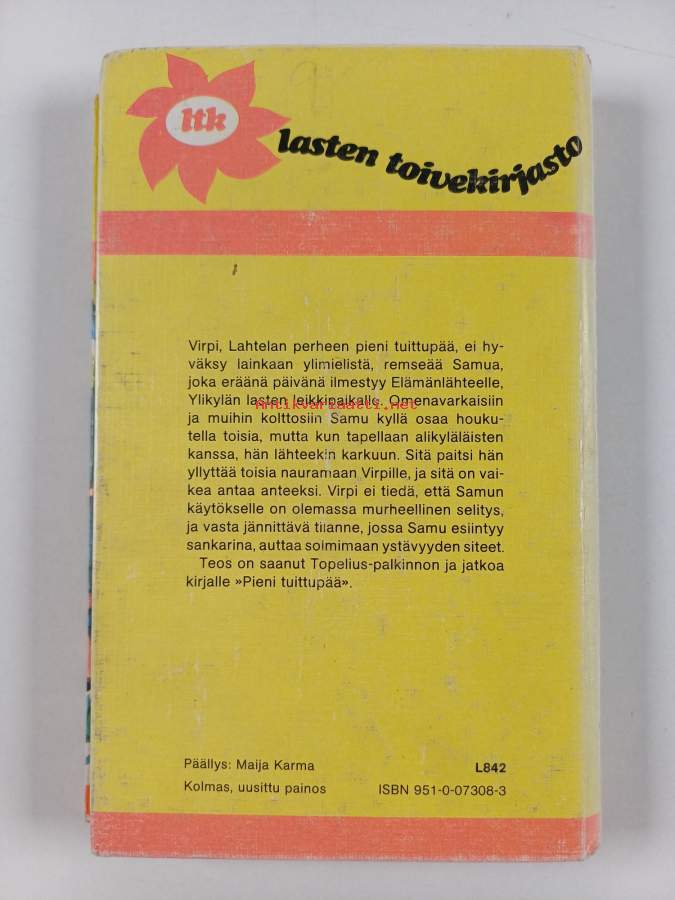 ltk
lasten toivekirjasto
Virpi, Lahtelan perheen pieni tuittupää, ei hy-
väksy lainkaan ylimielistä, remseää Samua,
joka eräänä päivänä ilmestyy Elämänlähteelle,
Ylikylän lasten leikkipaikalle. Omenavarkaisiin
Antikvariaatti.net
ja muihin kolttosiin Samu kyllä osaa houku-
tella toisia, mutta kun tapellaan alikyläläisten
kanssa, hän lähteekin karkuun. Sitä paitsi hän
yllyttää toisia nauramaan Virpille, ja sitä on vai-
kea antaa anteeksi. Virpi ei tiedä, että Samun
käytökselle on olemassa murheellinen selitys,
ja vasta jännittävä tilanne, jossa Samu esiintyy
sankarina, auttaa solmimaan ystävyyden siteet.
Teos on saanut Topelius-palkinnon ja jatkoa
kirjalle »Pieni tuittupää».
Päällys: Maija Karma
L842
Kolmas, uusittu painos
ISBN 951-0-07308-3